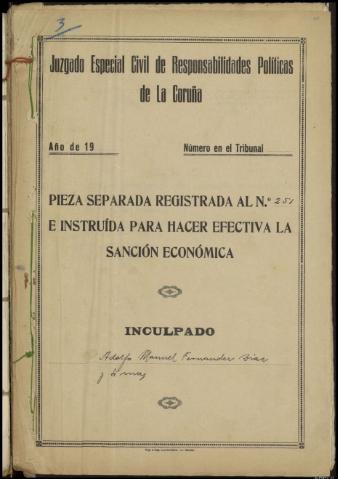 3
Juzgado Especial Civil de Responsabilidades Políticas
de La Coruña
Año de 19
Número en el Tribunal
PIEZA SEPARADA REGISTRADA AL N.º 251
E INSTRUÍDA PARA HACER EFECTIVA LA
SANCIÓN ECONÓMICA
INCULPADO
Adolfo Manuel Fernandez Diaz
y